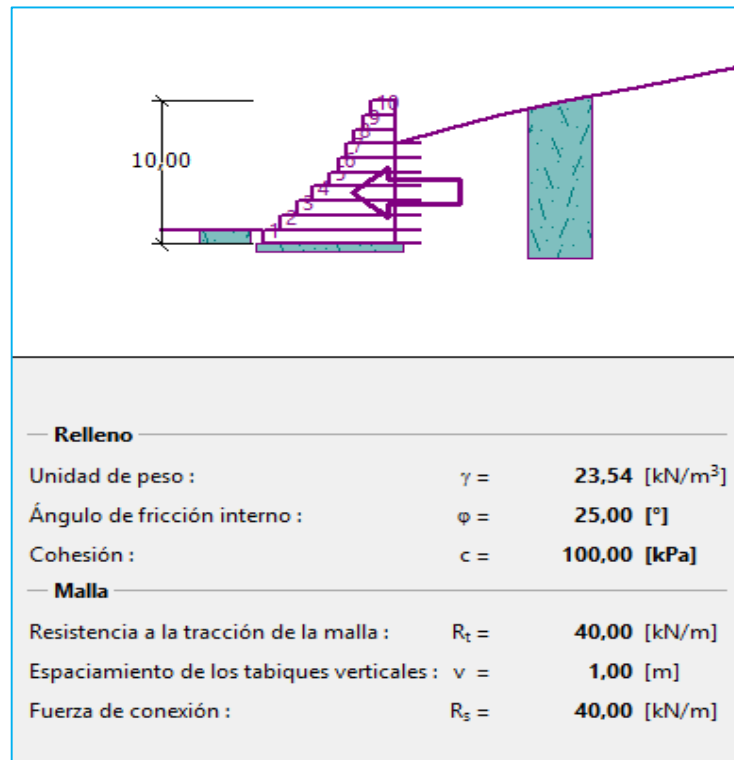 10
9
8
7
6
5
4
3
2
1
10,00
Relleno
Unidad de peso : γ = 23,54 [kN/m³]
Ángulo de fricción interno : φ = 25,00 [°]
Cohesión : c = 100,00 [kPa]
Malla
Resistencia a la tracción de la malla : Rt = 40,00 [kN/m]
Espaciamiento de los tabiques verticales : v = 1,00 [m]
Fuerza de conexión : Rs = 40,00 [kN/m]